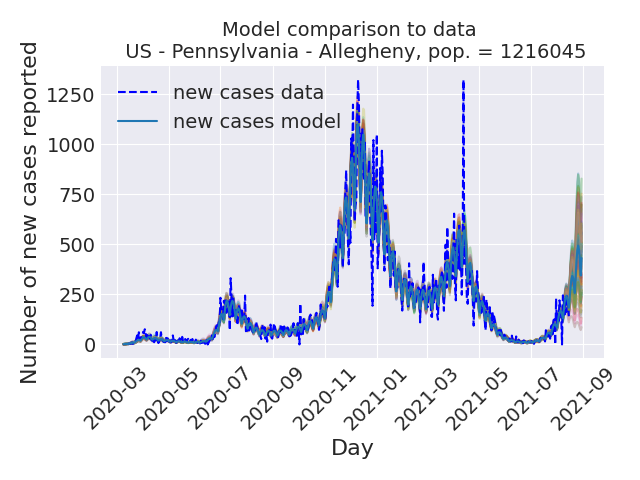 Model comparison to data
US - Pennsylvania - Allegheny, pop. = 1216045
Number of new cases reported
new cases data
new cases model
1250
1000
750
500
250
0
2020-03
2020-05
2020-07
2020-09
2020-11
2021-01
2021-03
2021-05
2021-07
2021-09
Day